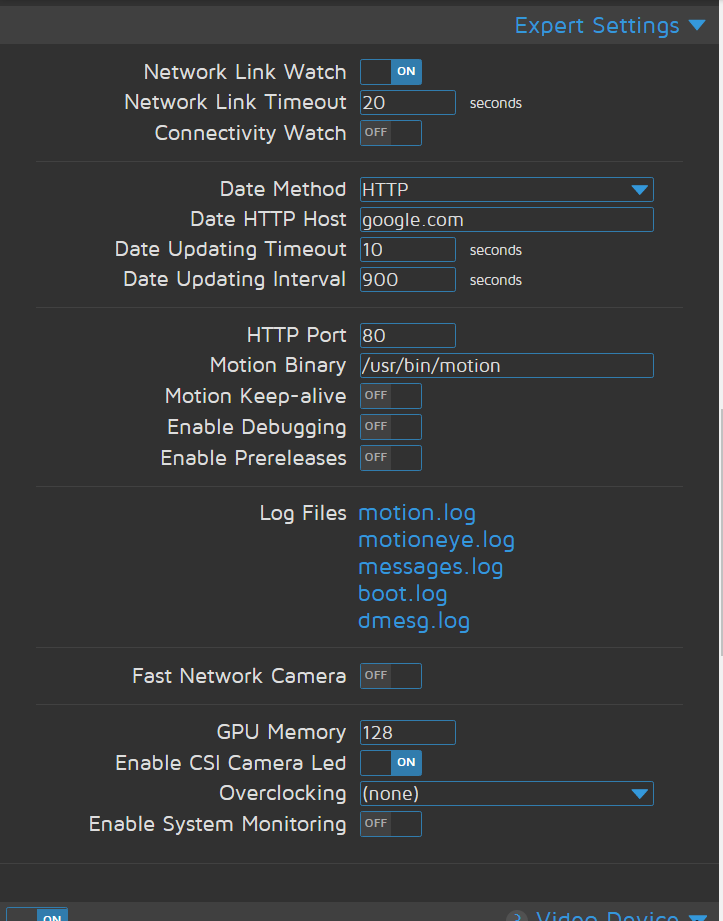 Expert Settings
Network Link Watch ON
Network Link Timeout 20 seconds
Connectivity Watch OFF
Date Method HTTP
Date HTTP Host google.com
Date Updating Timeout 10 seconds
Date Updating Interval 900 seconds
HTTP Port 80
Motion Binary /usr/bin/motion
Motion Keep-alive OFF
Enable Debugging OFF
Enable Prereleases OFF
Log Files motion.log
motioneye.log
messages.log
boot.log
dmesg.log
Fast Network Camera OFF
GPU Memory 128
Enable CSI Camera Led ON
Overclocking (none)
Enable System Monitoring OFF
ON ? Video Device